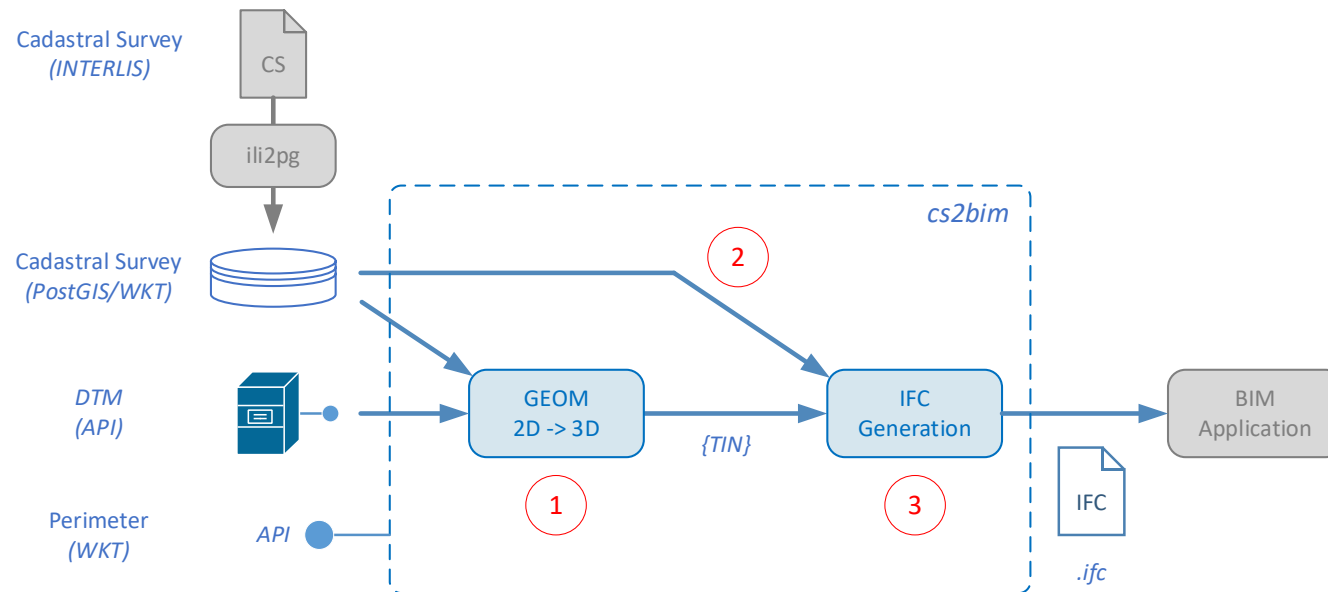 Cadastral Survey
(INTERLIS)
CS
ili2pg
cs2bim
Cadastral Survey
(PostGIS/WKT)
2
DTM
(API)
GEOM
2D -> 3D
{TIN}
IFC
Generation
BIM
Application
1
3
IFC
.ifc
Perimeter
(WKT)
API